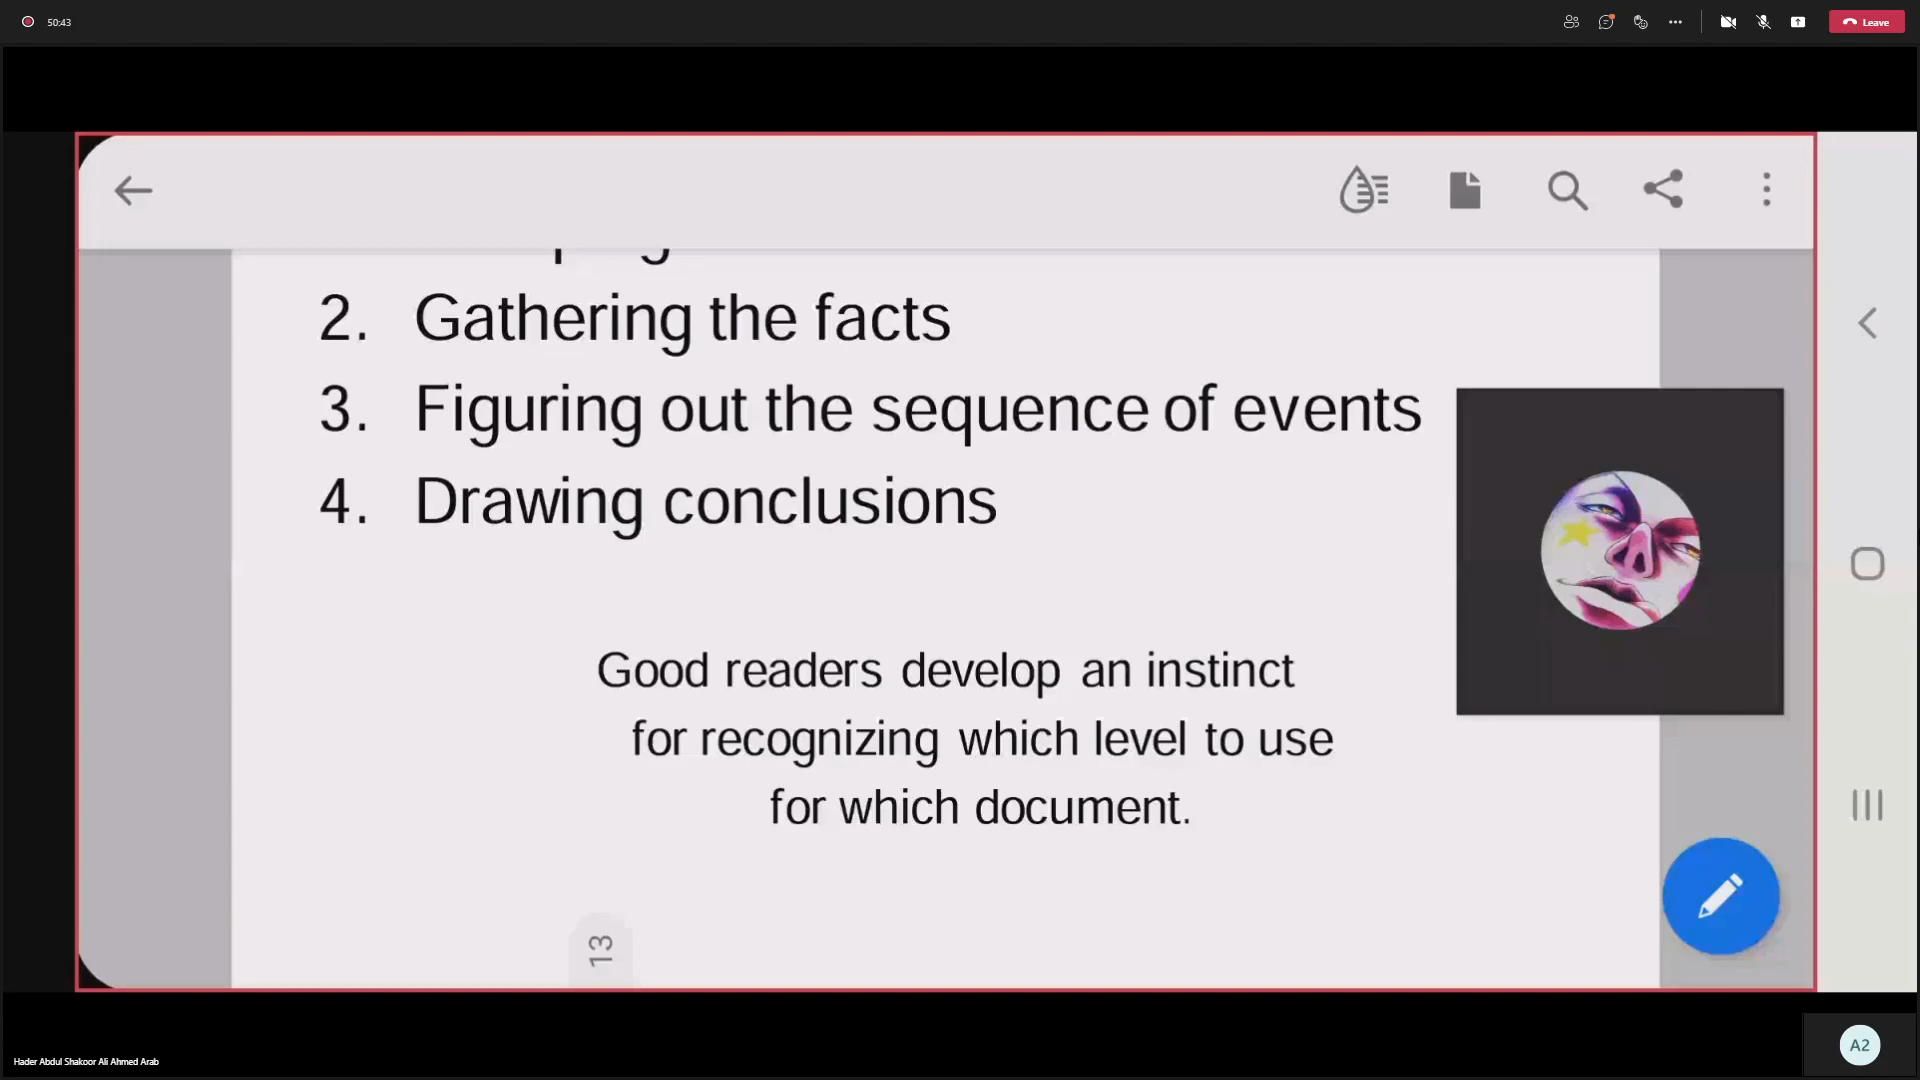 50:43
Leave
2. Gathering the facts
3. Figuring out the sequence of events
4. Drawing conclusions
Good readers develop an instinct
for recognizing which level to use
for which document.
13
Hader Abdul Shakoor Ali Ahmed Arab
A2